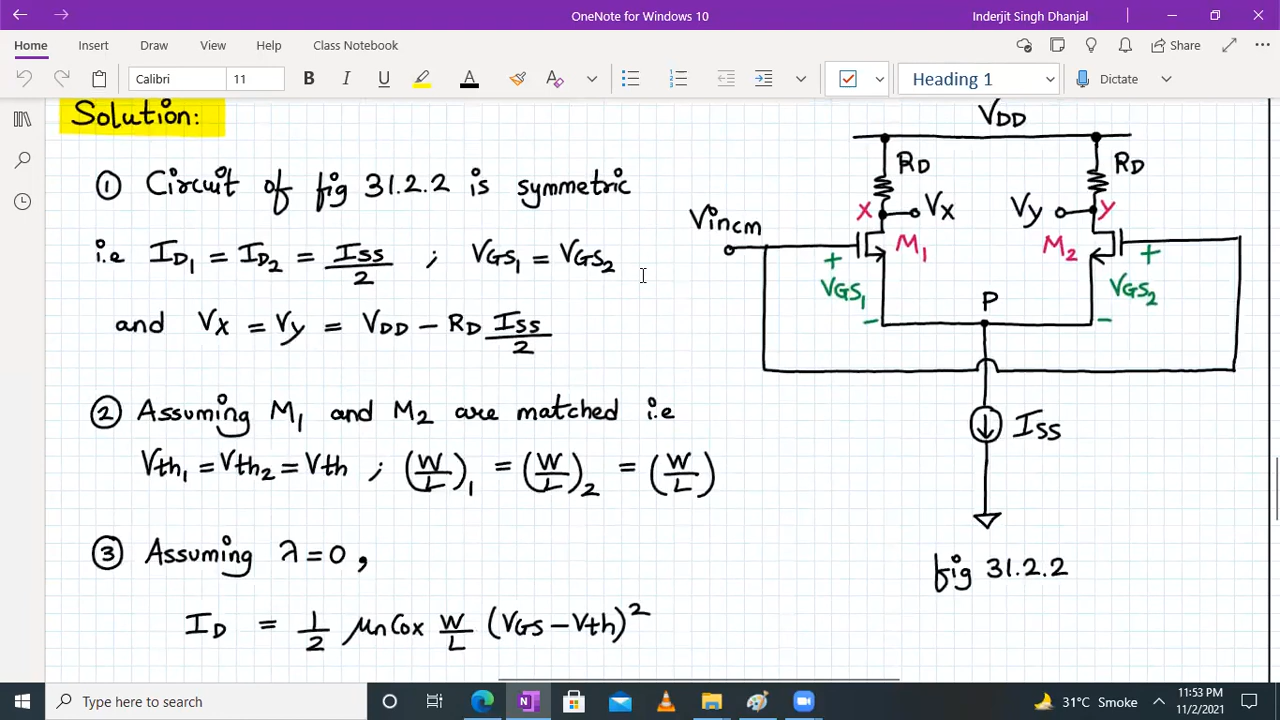 OneNote for Windows 10
Inderjit Singh Dhanjal
Home Insert Draw View Help Class Notebook
Share
Calibri 11 B I U A Heading 1 Dictate
Solution:
① Circuit of fig 31.2.2 is symmetric
i.e ID1 = ID2 = ISS/2 ; VGS1 = VGS2
and VX = VY = VDD - RD ISS/2
② Assuming M1 and M2 are matched i.e
Vth1 = Vth2 = Vth ; (W/L)1 = (W/L)2 = (W/L)
③ Assuming λ=0,
ID = 1/2 μnCox W/L (VGS - Vth)²
VDD
RD RD
X Vx Vy Y
Vincm
M1 M2
+ +
VGS1 VGS2
P
- -
ISS
fig 31.2.2
Type here to search
31°C Smoke
11:53 PM
11/2/2021